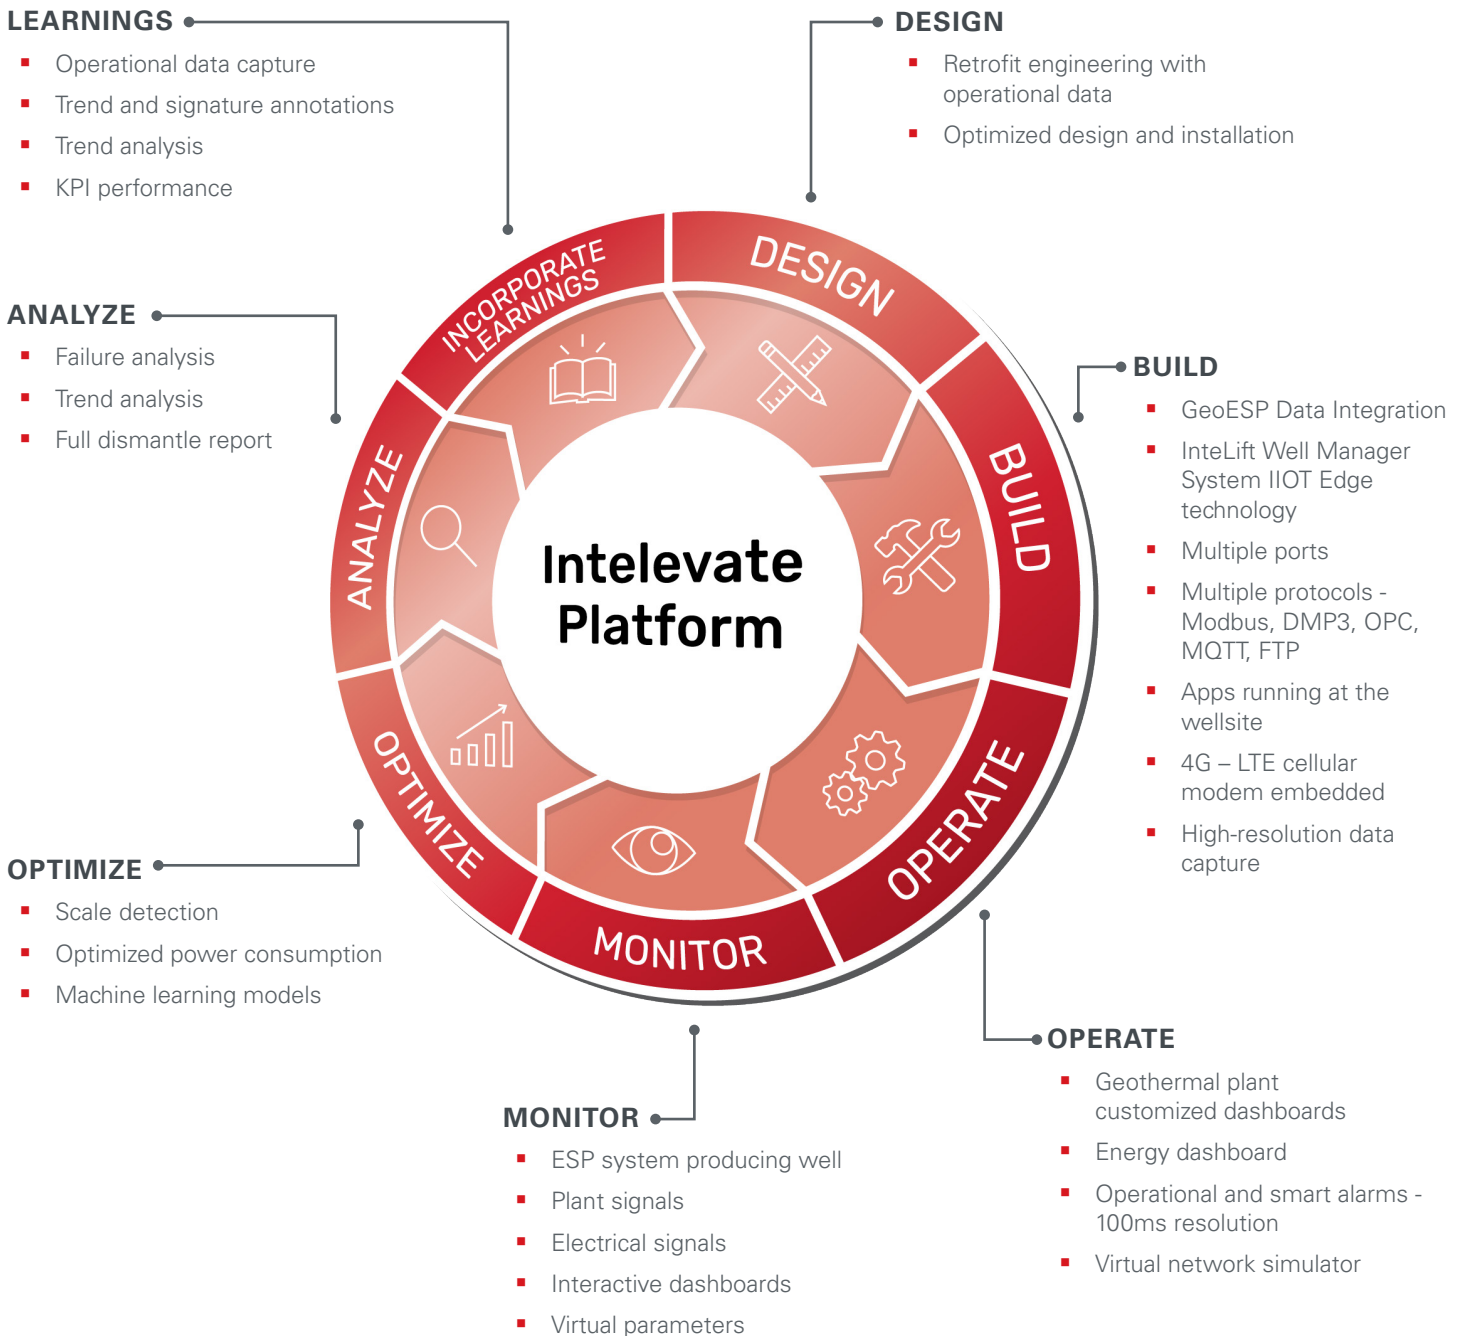 LEARNINGS
Operational data capture
Trend and signature annotations
Trend analysis
KPI performance
DESIGN
Retrofit engineering with
operational data
Optimized design and installation
ANALYZE
Failure analysis
Trend analysis
Full dismantle report
BUILD
GeoESP Data Integration
InteLift Well Manager
System IIOT Edge
technology
Multiple ports
Multiple protocols -
Modbus, DMP3, OPC,
MQTT, FTP
Apps running at the
wellsite
4G – LTE cellular
modem embedded
High-resolution data
capture
INCORPORATE
LEARNINGS
DESIGN
BUILD
OPERATE
MONITOR
OPTIMIZE
ANALYZE
Intelevate
Platform
OPTIMIZE
Scale detection
Optimized power consumption
Machine learning models
MONITOR
ESP system producing well
Plant signals
Electrical signals
Interactive dashboards
Virtual parameters
OPERATE
Geothermal plant
customized dashboards
Energy dashboard
Operational and smart alarms -
100ms resolution
Virtual network simulator